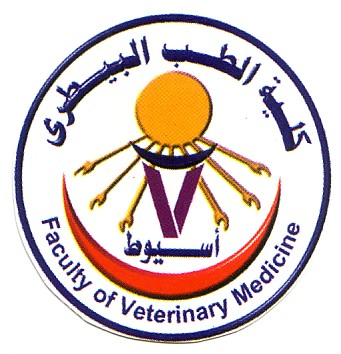 كلية الطب البيطرى
V
أسيوط
Faculty of Veterinary Medicine